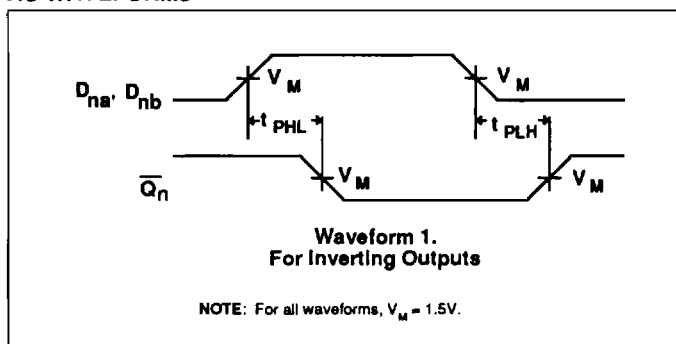 D_na, D_nb
V_M
V_M
t_PHL
t_PLH
Q̅_n
V_M
V_M
Waveform 1.
For Inverting Outputs
NOTE: For all waveforms, V_M = 1.5V.